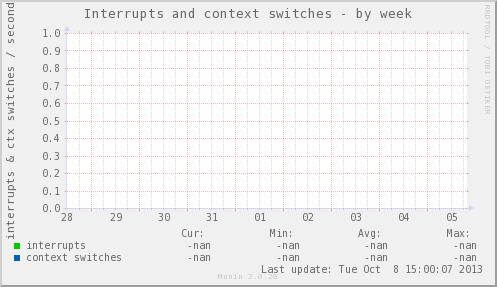 Interrupts and context switches - by week
RRDTOOL / TOBI OETIKER
interrupts & ctx switches / second
1.0
0.9
0.8
0.7
0.6
0.5
0.4
0.3
0.2
0.1
0.0
28 29 30 31 01 02 03 04 05
Cur: Min: Avg: Max:
interrupts -nan -nan -nan -nan
context switches -nan -nan -nan -nan
Last update: Tue Oct  8 15:00:07 2013
Munin 2.0.20